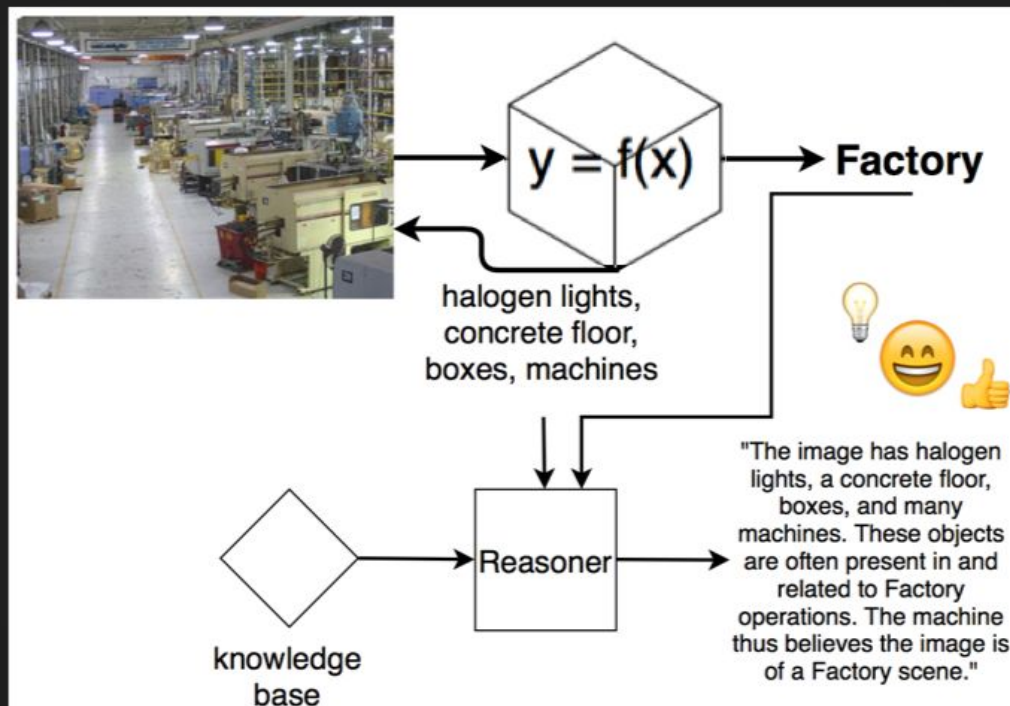 y = f(x)
Factory
halogen lights,
concrete floor,
boxes, machines
Reasoner
knowledge
base
"The image has halogen
lights, a concrete floor,
boxes, and many
machines. These objects
are often present in and
related to Factory
operations. The machine
thus believes the image is
of a Factory scene."